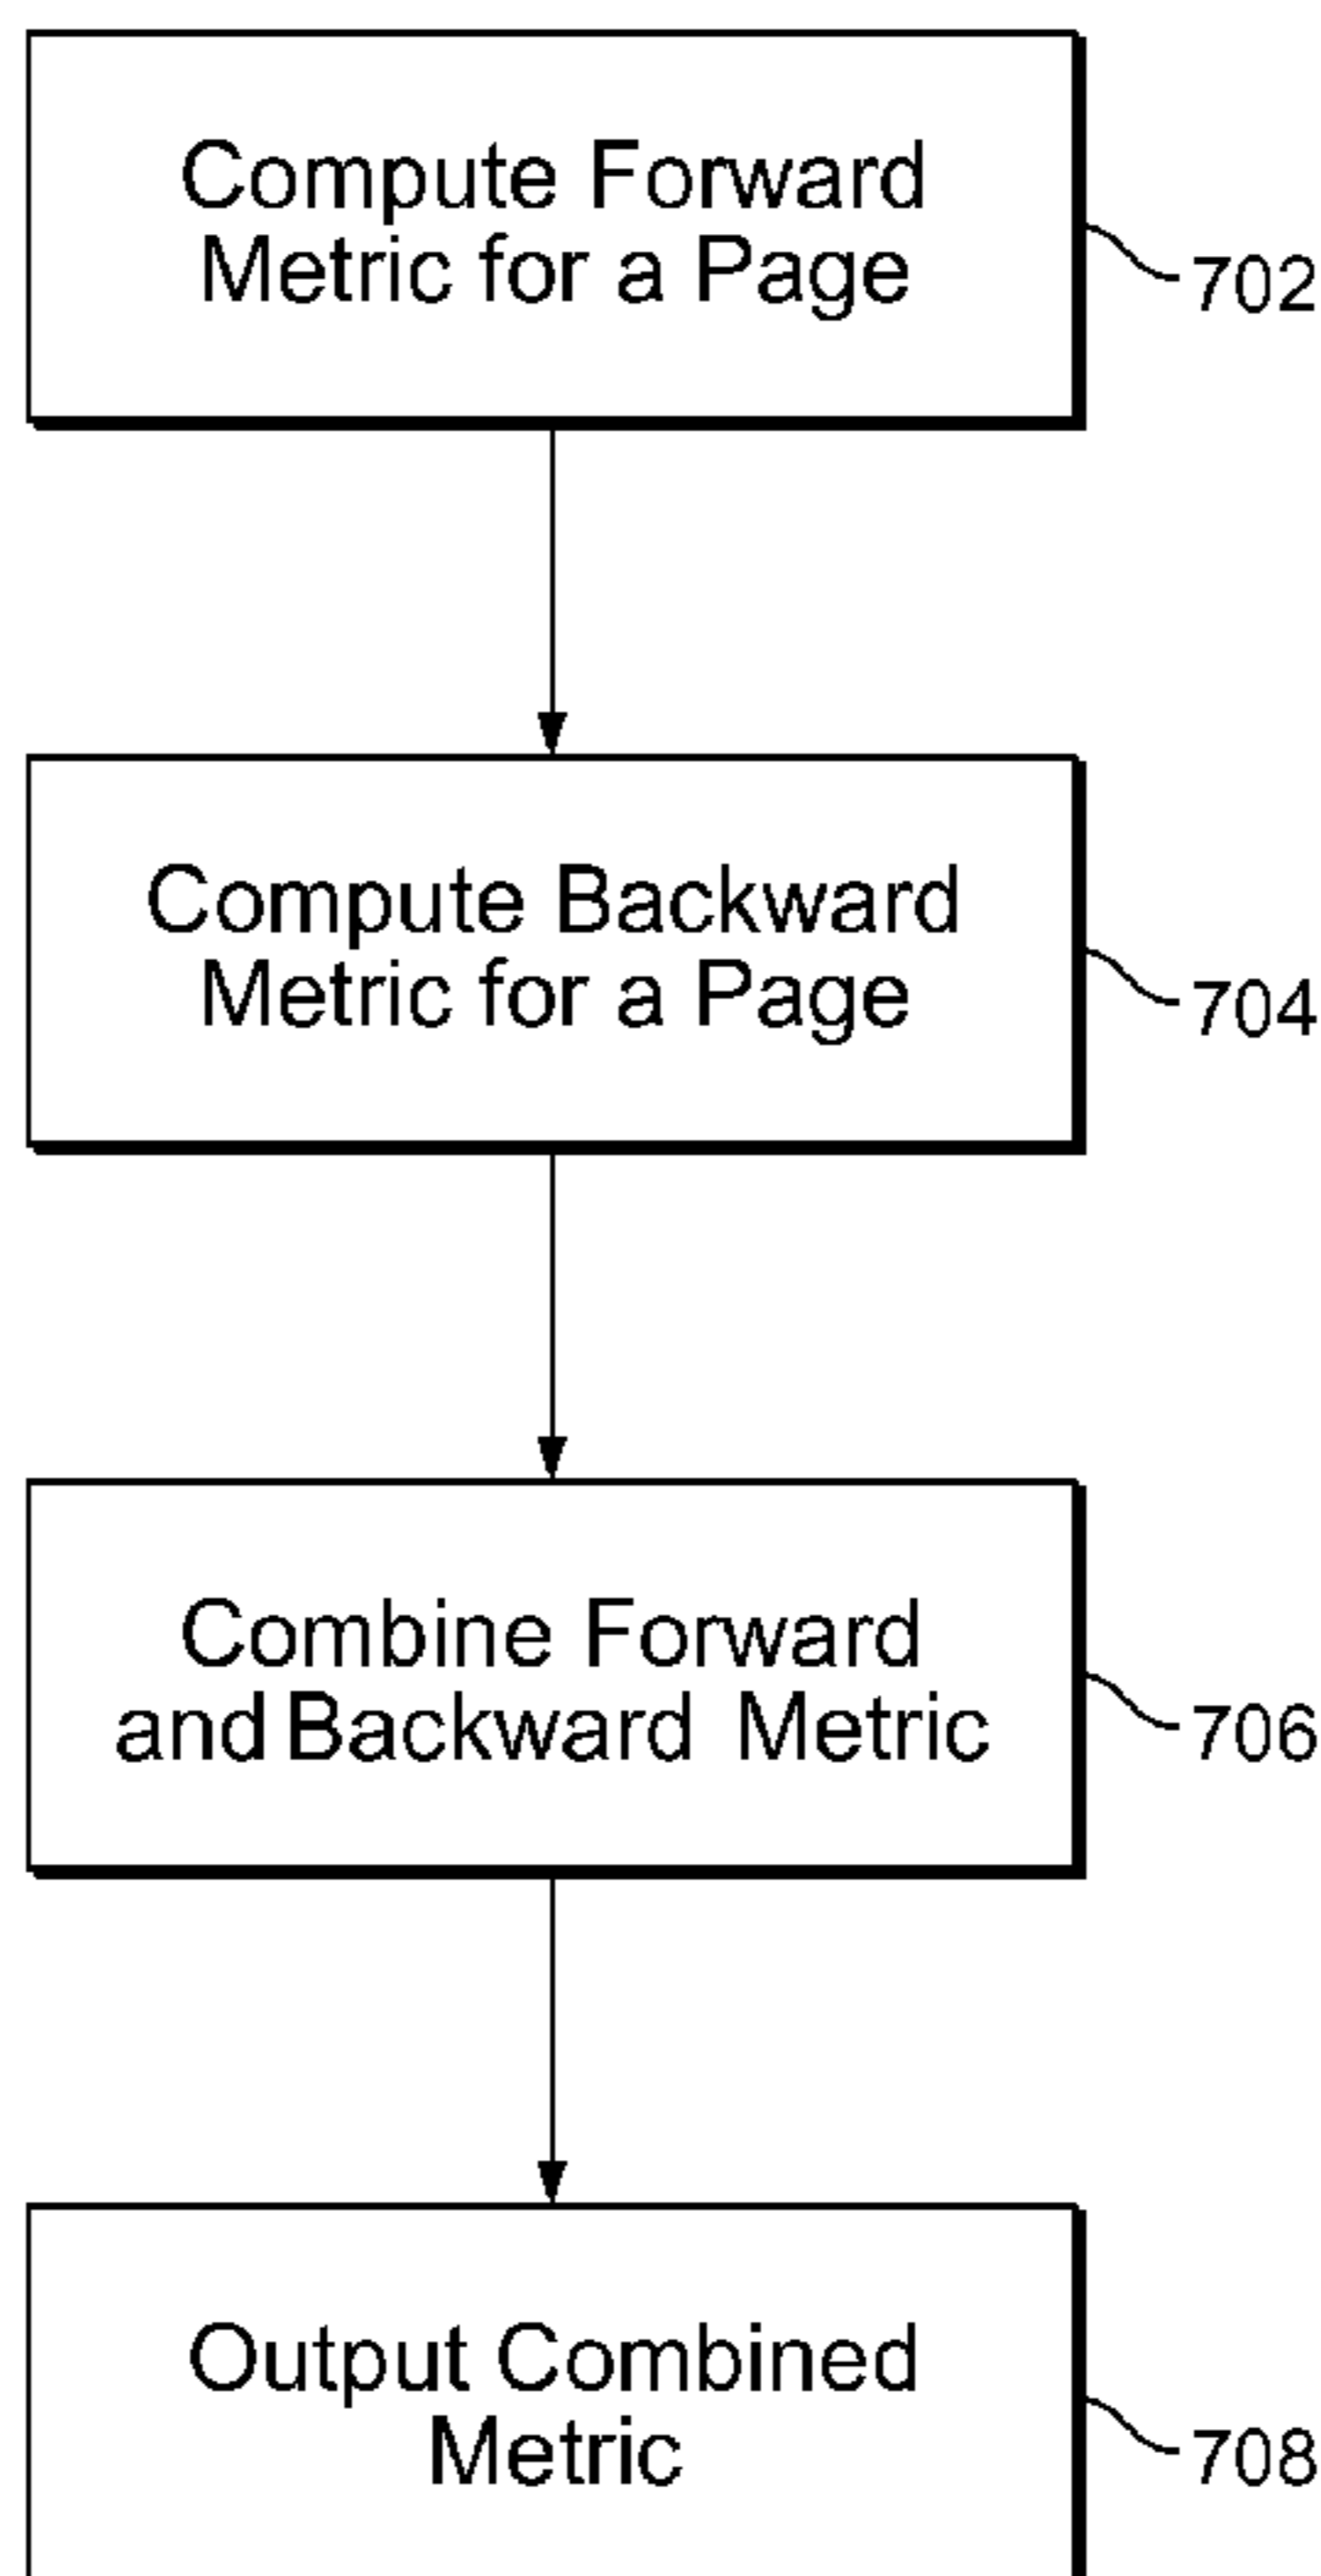 Compute Forward
Metric for a Page
702
Compute Backward
Metric for a Page
704
Combine Forward
and Backward Metric
706
Output Combined
Metric
708